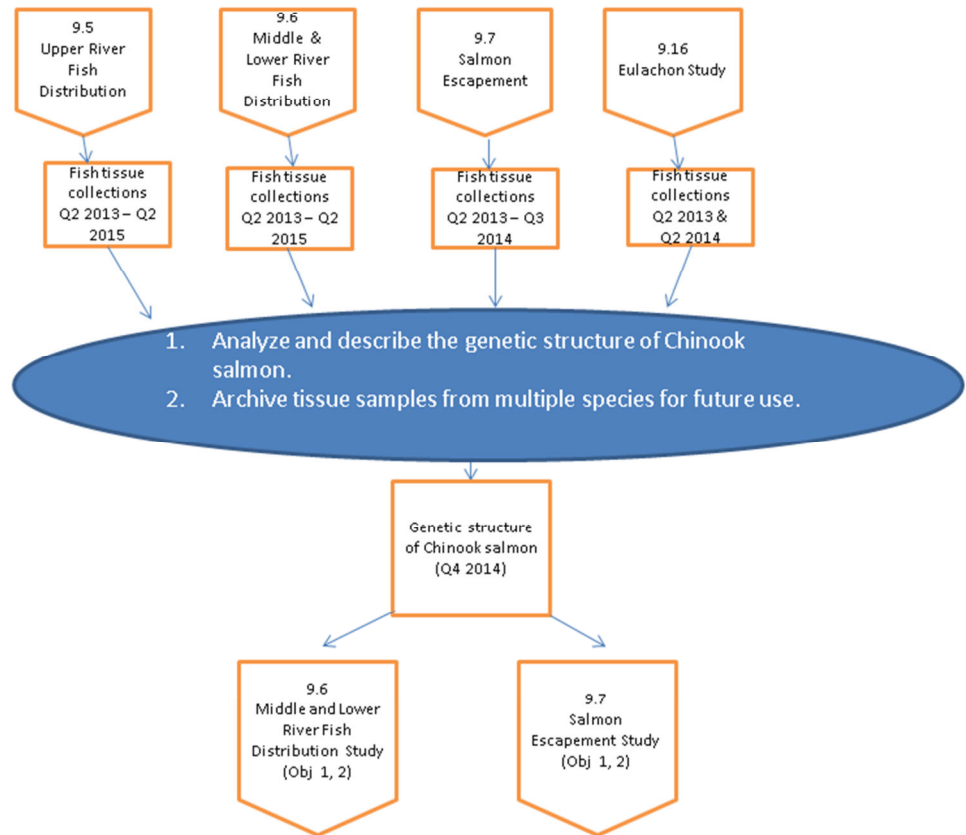 9.5
Upper River
Fish
Distribution
9.6
Middle &
Lower River
Fish
Distribution
9.7
Salmon
Escapement
9.16
Eulachon Study
Fish tissue
collections
Q2 2013 – Q2
2015
Fish tissue
collections
Q2 2013 – Q2
2015
Fish tissue
collections
Q2 2013 – Q3
2014
Fish tissue
collections
Q2 2013 &
Q2 2014
1. Analyze and describe the genetic structure of Chinook
salmon.
2. Archive tissue samples from multiple species for future use.
Genetic structure
of Chinook salmon
(Q4 2014)
9.6
Middle and Lower
River Fish
Distribution Study
(Obj 1, 2)
9.7
Salmon
Escapement Study
(Obj 1, 2)